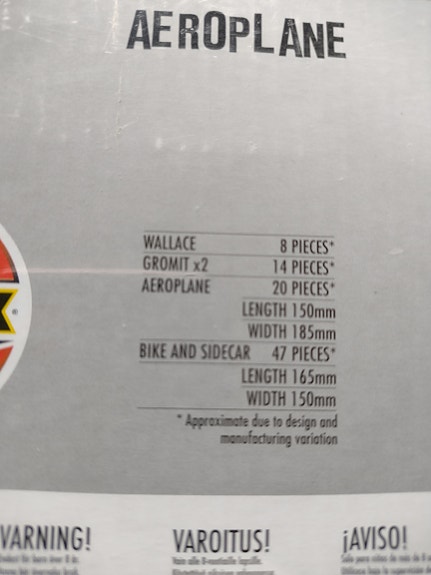 AEROPLANE
WALLACE 8 PIECES*
GROMIT x2 14 PIECES*
AEROPLANE 20 PIECES*
LENGTH 150mm
WIDTH 185mm
BIKE AND SIDECAR 47 PIECES*
LENGTH 165mm
WIDTH 150mm
* Approximate due to design and
manufacturing variation
VARNING! VAROITUS! ¡AVISO!